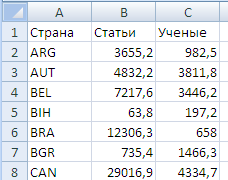 A B C
1 Страна Статьи Ученые
2 ARG 3655,2 982,5
3 AUT 4832,2 3811,8
4 BEL 7217,6 3446,2
5 BIH 63,8 197,2
6 BRA 12306,3 658
7 BGR 735,4 1466,3
8 CAN 29016,9 4334,7